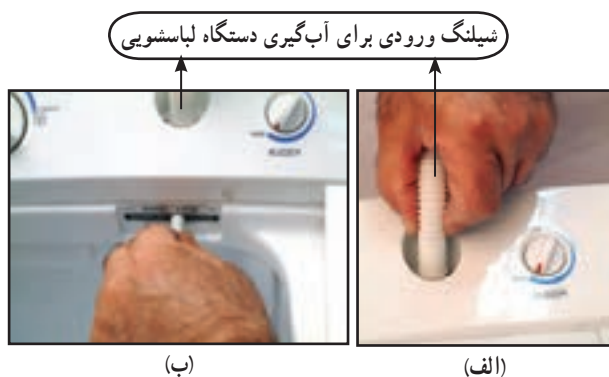 شیلنگ ورودی برای آب‌گیری دستگاه لباسشویی
(الف)
(ب)